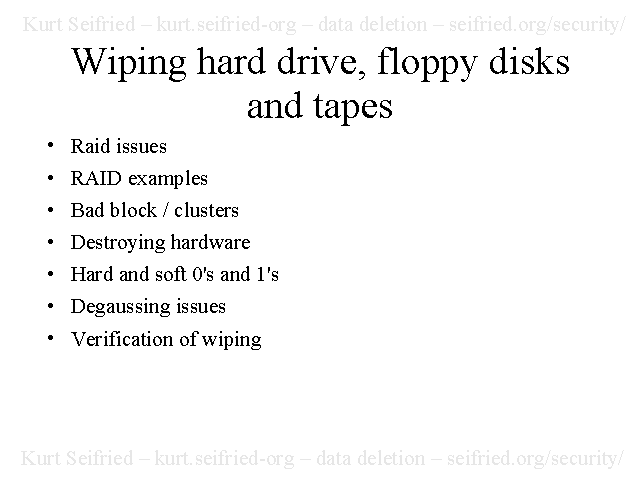 Kurt Seifried – kurt.seifried-org – data deletion – seifried.org/security/
Wiping hard drive, floppy disks
and tapes
• Raid issues
• RAID examples
• Bad block / clusters
• Destroying hardware
• Hard and soft 0's and 1's
• Degaussing issues
• Verification of wiping
Kurt Seifried – kurt.seifried-org – data deletion – seifried.org/security/